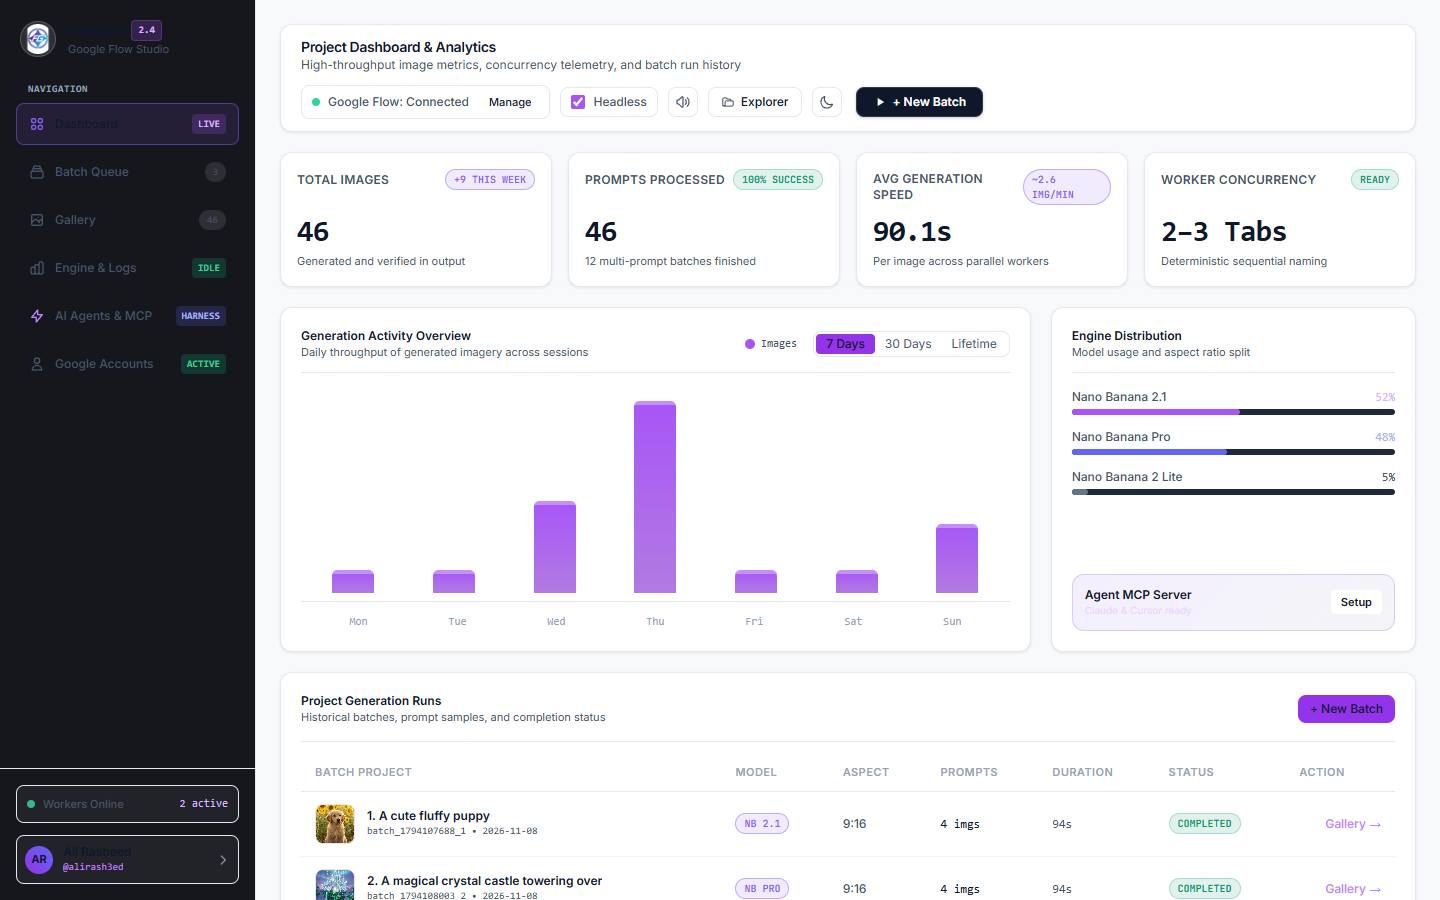 2.4
Google Flow Studio
NAVIGATION
Dashboard
LIVE
Batch Queue
3
Gallery
46
Engine & Logs
IDLE
AI Agents & MCP
HARNESS
Google Accounts
ACTIVE
Workers Online
2 active
AR
Ali Rasheed
@alirash3ed
Project Dashboard & Analytics
High-throughput image metrics, concurrency telemetry, and batch run history
Google Flow: Connected
Manage
Headless
Explorer
+ New Batch
TOTAL IMAGES
+9 THIS WEEK
46
Generated and verified in output
PROMPTS PROCESSED
100% SUCCESS
46
12 multi-prompt batches finished
AVG GENERATION
SPEED
~2.6
IMG/MIN
90.1s
Per image across parallel workers
WORKER CONCURRENCY
READY
2–3 Tabs
Deterministic sequential naming
Generation Activity Overview
Daily throughput of generated imagery across sessions
Images
7 Days
30 Days
Lifetime
Mon
Tue
Wed
Thu
Fri
Sat
Sun
Engine Distribution
Model usage and aspect ratio split
Nano Banana 2.1
52%
Nano Banana Pro
48%
Nano Banana 2 Lite
5%
Agent MCP Server
Claude & Cursor ready
Setup
Project Generation Runs
Historical batches, prompt samples, and completion status
+ New Batch
BATCH PROJECT
MODEL
ASPECT
PROMPTS
DURATION
STATUS
ACTION
1. A cute fluffy puppy
batch_1794107688_1 • 2026-11-08
NB 2.1
9:16
4 imgs
94s
COMPLETED
Gallery →
2. A magical crystal castle towering over
batch_1794108003_2 • 2026-11-08
NB PRO
9:16
4 imgs
94s
COMPLETED
Gallery →